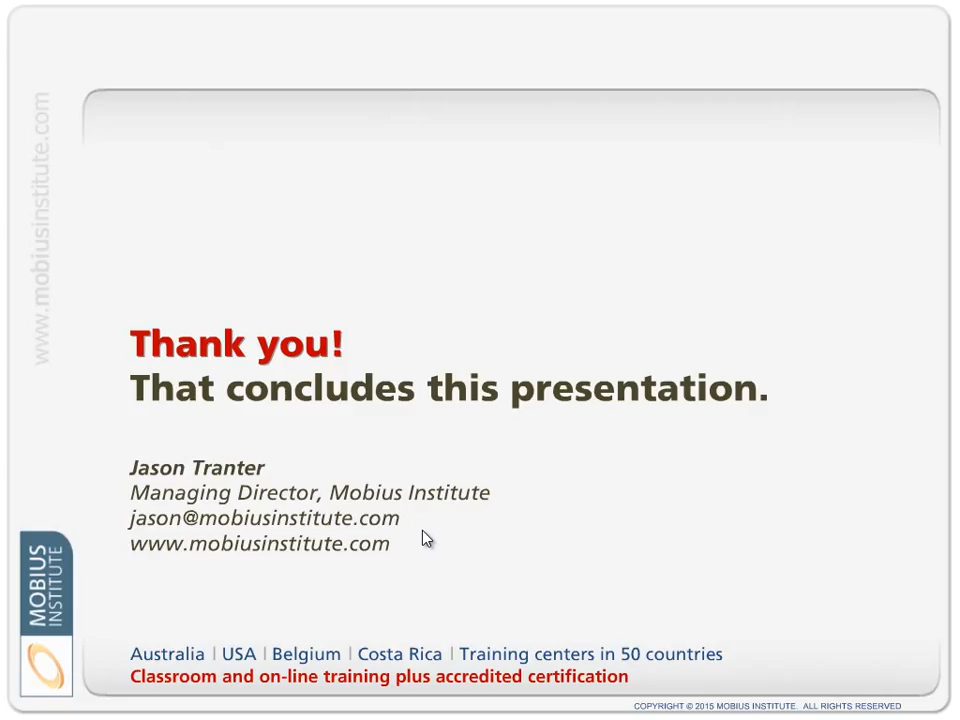 www.mobiusinstitute.com
Thank you!
That concludes this presentation.
Jason Tranter
Managing Director, Mobius Institute
jason@mobiusinstitute.com
www.mobiusinstitute.com
MOBIUS
INSTITUTE
Australia | USA | Belgium | Costa Rica | Training centers in 50 countries
Classroom and on-line training plus accredited certification
COPYRIGHT © 2015 MOBIUS INSTITUTE. ALL RIGHTS RESERVED